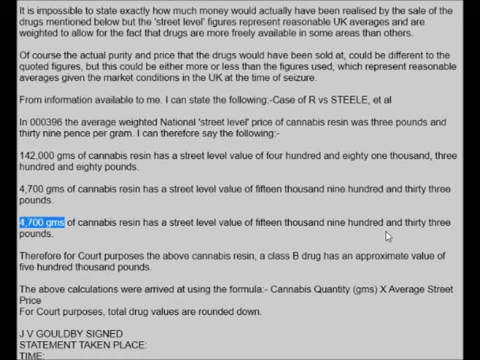 It is impossible to state exactly how much money would actually have been realised by the sale of
the drugs mentioned below but the 'street level' figures represent reasonable UK averages and are
weighted to allow for the fact that drugs are more freely available in some areas than others.
Of course the actual purity and price that the drugs would have been sold at, could be different to the
quoted figures, but this could be either more or less than the figures used, which represent reasonable
averages given the market conditions in the UK at the time of seizure.
From information available to me. I can state the following:-Case of R vs STEELE, et al
In 000396 the average weighted National 'street level' price of cannabis resin was three pounds and
thirty nine pence per gram. I can therefore say the following:-
142,000 gms of cannabis resin has a street level value of four hundred and eighty one thousand, three
hundred and eighty pounds.
4,700 gms of cannabis resin has a street level value of fifteen thousand nine hundred and thirty three
pounds.
4,700 gms of cannabis resin has a street level value of fifteen thousand nine hundred and thirty three
pounds.
Therefore for Court purposes the above cannabis resin, a class B drug has an approximate value of
five hundred thousand pounds.
The above calculations were arrived at using the formula:- Cannabis Quantity (gms) X Average Street
Price
For Court purposes, total drug values are rounded down.
J V GOULDBY SIGNED
STATEMENT TAKEN PLACE:
TIME: